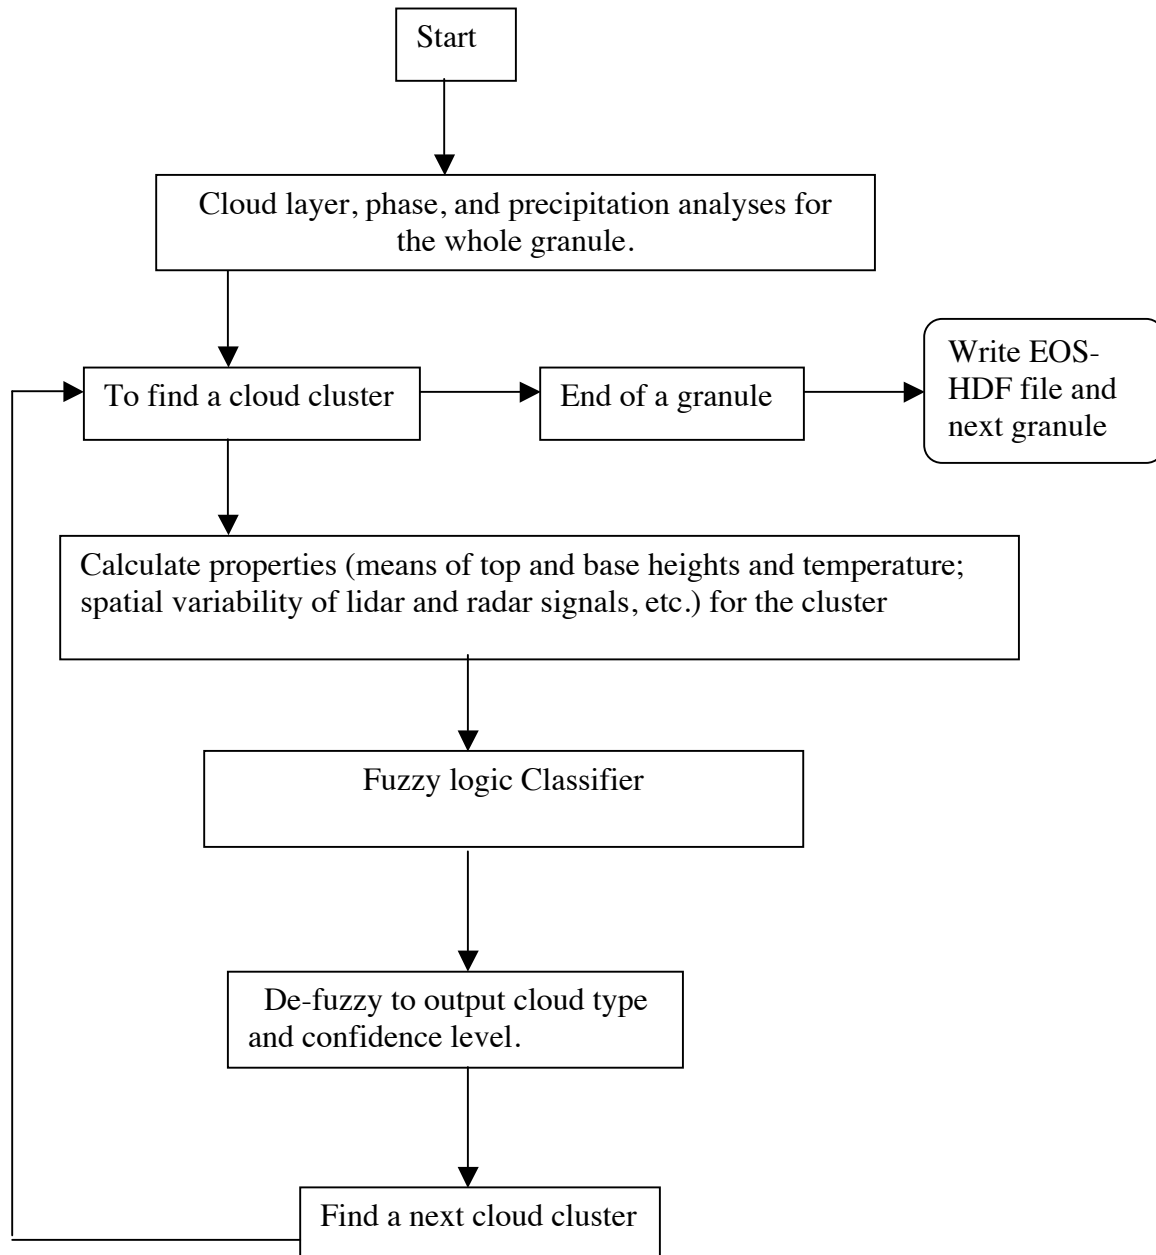 Start
Cloud layer, phase, and precipitation analyses for
the whole granule.
To find a cloud cluster
End of a granule
Write EOS-
HDF file and
next granule
Calculate properties (means of top and base heights and temperature;
spatial variability of lidar and radar signals, etc.) for the cluster
Fuzzy logic Classifier
De-fuzzy to output cloud type
and confidence level.
Find a next cloud cluster